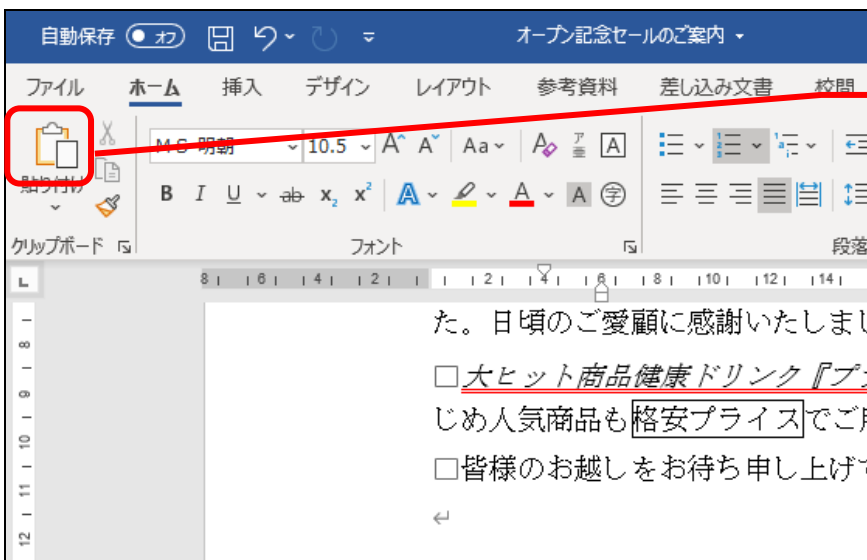 自動保存 オフ オープン記念セールのご案内
ファイル ホーム 挿入 デザイン レイアウト 参考資料 差し込み文書 校閲
貼り付け
ＭＳ 明朝 10.5 A A Aa A ア亜 A
B I U ab x₂ x² A A A 字
クリップボード フォント 段落
8 6 4 2 2 4 6 8 10 12 14
た。日頃のご愛顧に感謝いたしまし
□大ヒット商品健康ドリンク『プ
じめ人気商品も格安プライスでご
□皆様のお越しをお待ち申し上げ
8
9
10
11
12